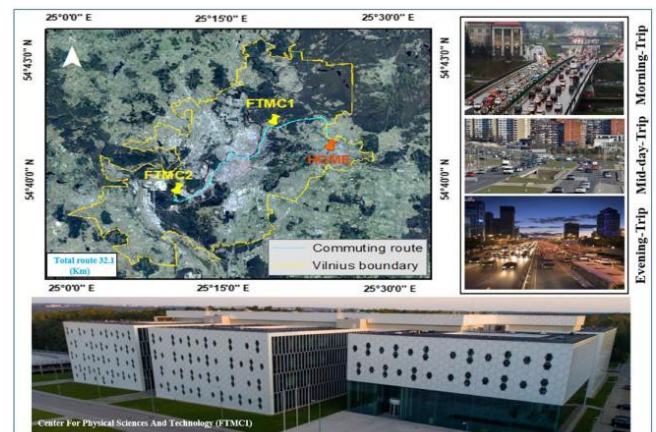 25°0'0" E 25°15'0 E 25°30'0" E
54°43'0" N
54°43'0" N
54°40'0" N
54°40'0" N
FTMC1
HOME
FTMC2
Commuting route
Vilnius boundary
Total route 32.1
(Km)
25°0'0" E 25°15'0 E 25°30'0" E
Morning-Trip
Mid-day-Trip
Evening-Trip
Center For Physical Sciences And Technology (FTMC1)